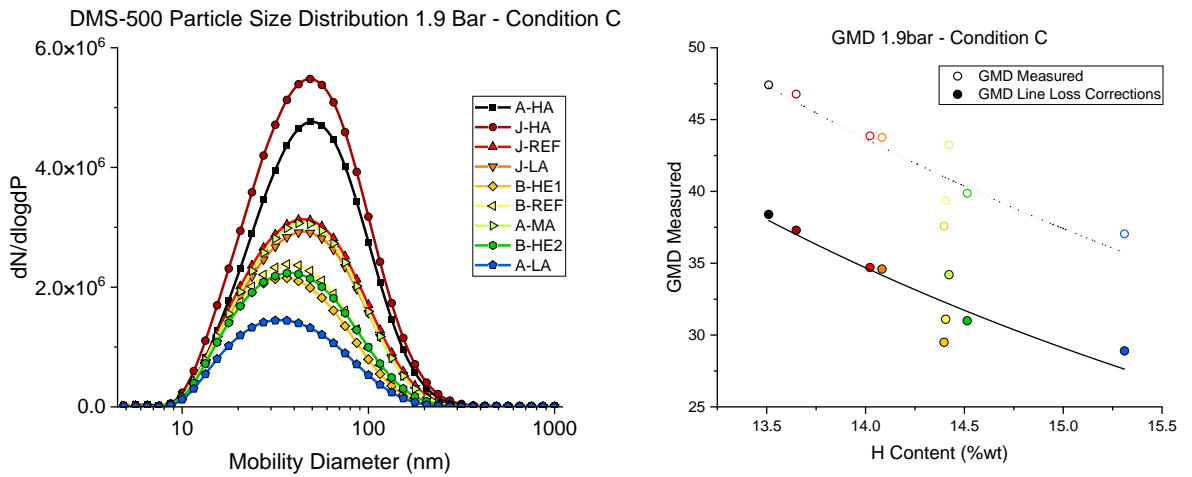 DMS-500 Particle Size Distribution 1.9 Bar - Condition C
6.0×10⁶
4.0×10⁶
2.0×10⁶
0.0
dN/dlogdP
10
100
1000
Mobility Diameter (nm)
A-HA
J-HA
J-REF
J-LA
B-HE1
B-REF
A-MA
B-HE2
A-LA
GMD 1.9bar - Condition C
GMD Measured
GMD Line Loss Corrections
50
45
40
35
30
25
GMD Measured
13.5
14.0
14.5
15.0
15.5
H Content (%wt)